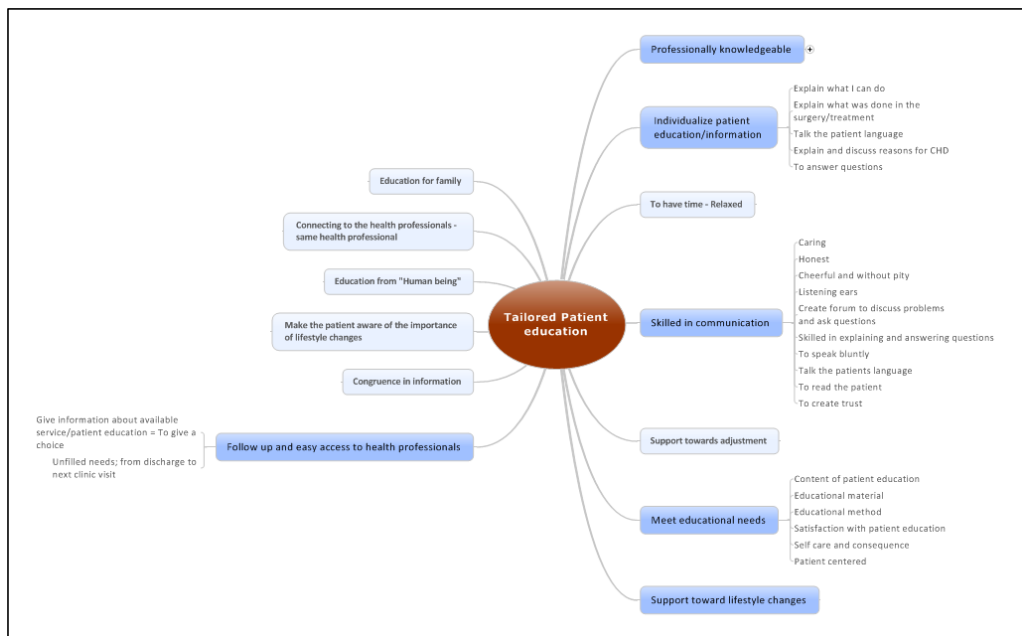 Tailored Patient
education
Professionally knowledgeable
Individualize patient
education/information
Explain what I can do
Explain what was done in the
surgery/treatment
Talk the patient language
Explain and discuss reasons for CHD
To answer questions
To have time - Relaxed
Skilled in communication
Caring
Honest
Cheerful and without pity
Listening ears
Create forum to discuss problems
and ask questions
Skilled in explaining and answering questions
To speak bluntly
Talk the patients language
To read the patient
To create trust
Support towards adjustment
Meet educational needs
Content of patient education
Educational material
Educational method
Satisfaction with patient education
Self care and consequence
Patient centered
Support toward lifestyle changes
Education for family
Connecting to the health professionals -
same health professional
Education from "Human being"
Make the patient aware of the importance
of lifestyle changes
Congruence in information
Follow up and easy access to health professionals
Give information about available
service/patient education = To give a
choice
Unfilled needs; from discharge to
next clinic visit